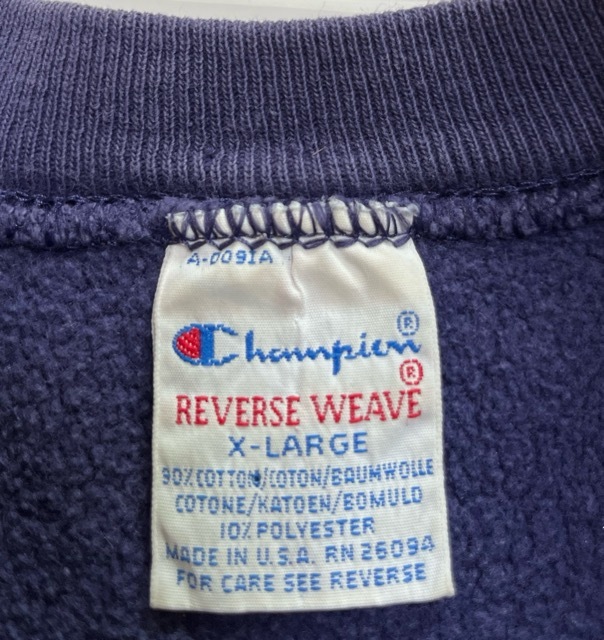 A-0091A
Champion®
®
REVERSE WEAVE
X-LARGE
90% COTTON/COTON/BAUMWOLLE
COTONE/KATOEN/BOMULD
10% POLYESTER
MADE IN U.S.A. RN 26094
FOR CARE SEE REVERSE